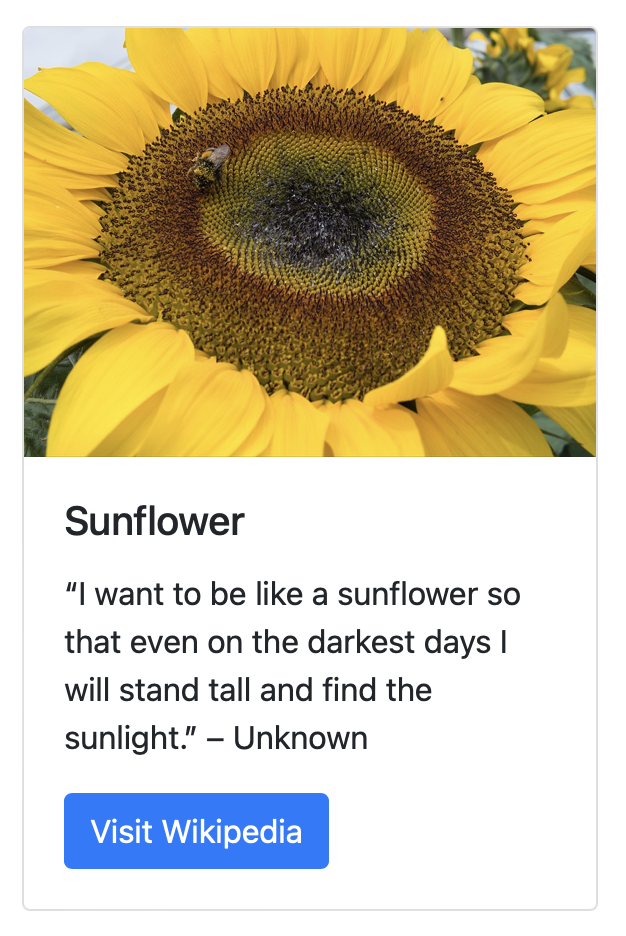 Sunflower
“I want to be like a sunflower so
that even on the darkest days I
will stand tall and find the
sunlight.” – Unknown
Visit Wikipedia